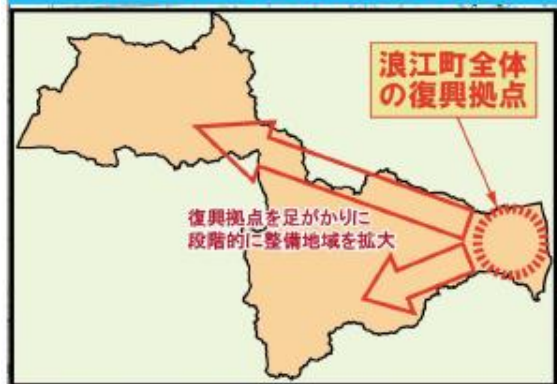 浪江町全体
の復興拠点
復興拠点を足がかりに
段階的に整備地域を拡大